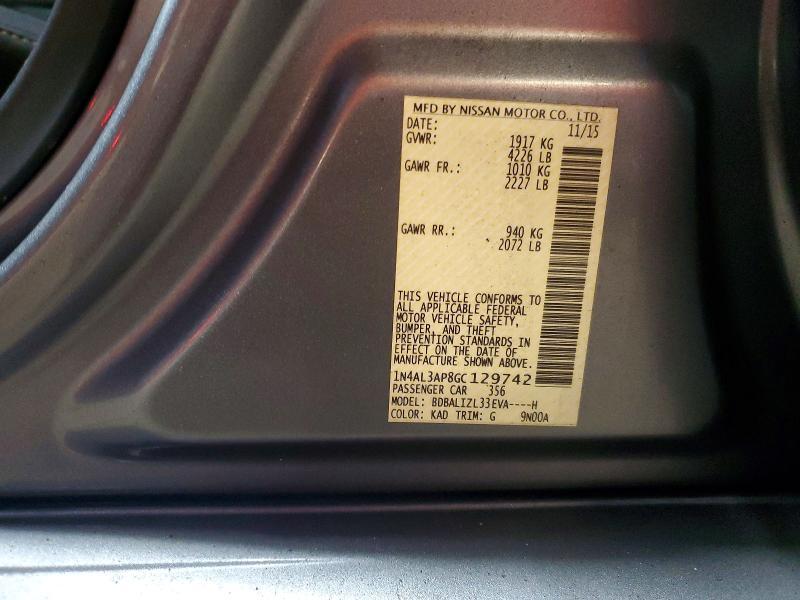 MFD BY NISSAN MOTOR CO., LTD.
DATE: 11/15
GVWR: 1917 KG
4226 LB
GAWR FR.: 1010 KG
2227 LB
GAWR RR.: 940 KG
2072 LB
THIS VEHICLE CONFORMS TO
ALL APPLICABLE FEDERAL
MOTOR VEHICLE SAFETY,
BUMPER, AND THEFT
PREVENTION STANDARDS IN
EFFECT ON THE DATE OF
MANUFACTURE SHOWN ABOVE.
1N4AL3AP8GC129742
PASSENGER CAR 356
MODEL: BDBALIZL33EVA----H
COLOR: KAD TRIM: G 9N00A